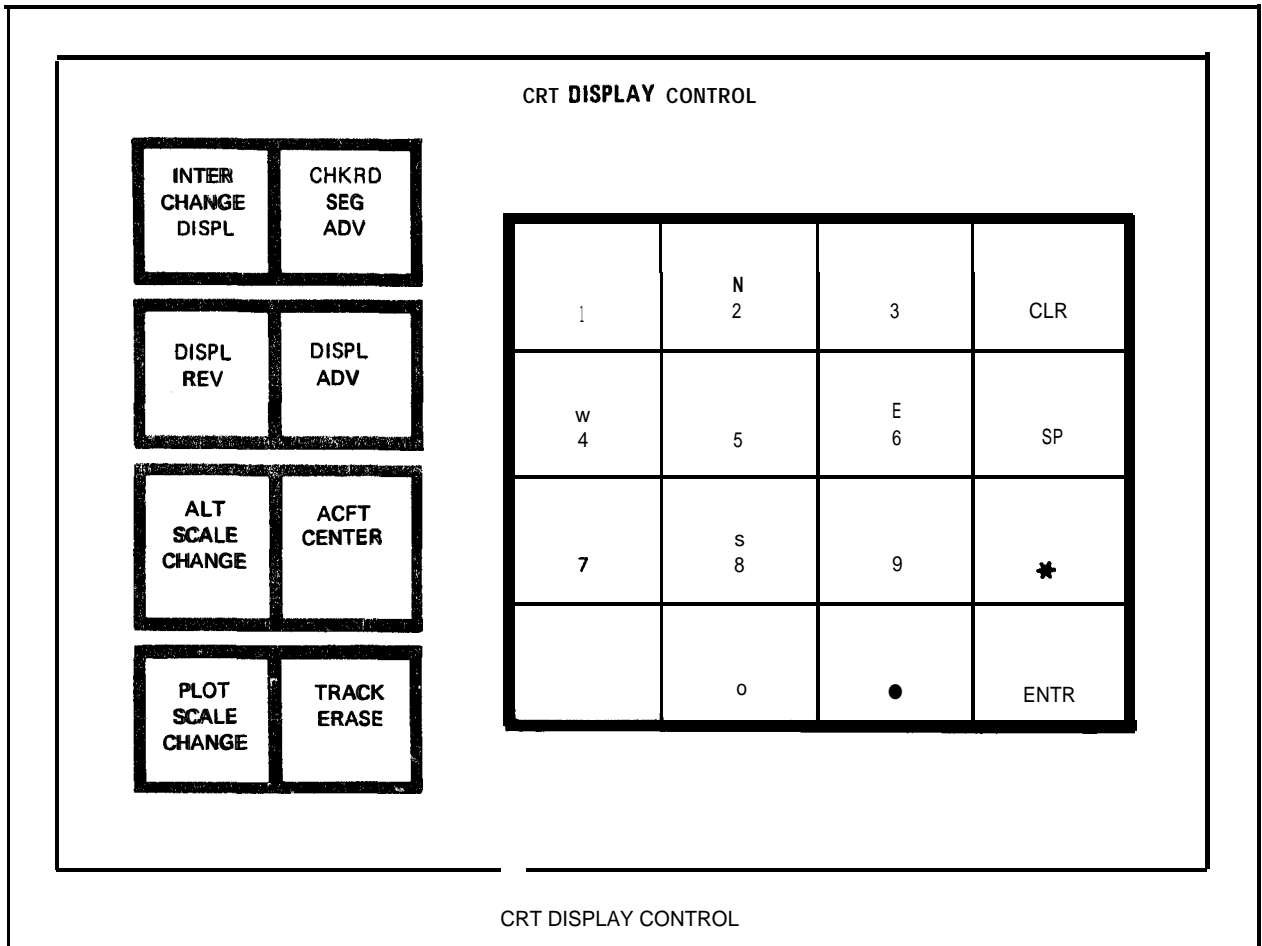 CRT DISPLAY CONTROL
INTER
CHANGE
DISPL
CHKRD
SEG
ADV
DISPL
REV
DISPL
ADV
ALT
SCALE
CHANGE
ACFT
CENTER
PLOT
SCALE
CHANGE
TRACK
ERASE
1
N
2
3
CLR
w
4
5
E
6
SP
7
s
8
9
*
o
●
ENTR
CRT DISPLAY CONTROL